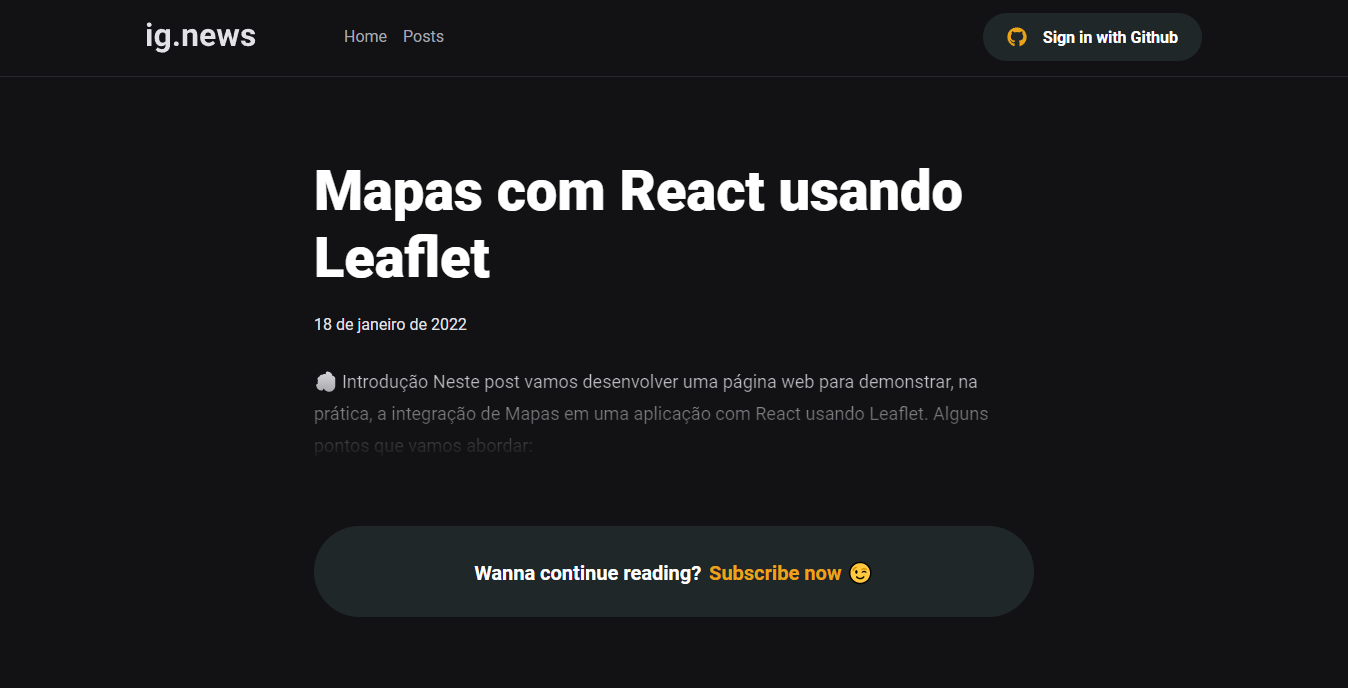 ig.news
Home
Posts
Sign in with Github
Mapas com React usando
Leaflet
18 de janeiro de 2022
Introdução Neste post vamos desenvolver uma página web para demonstrar, na
prática, a integração de Mapas em uma aplicação com React usando Leaflet. Alguns
pontos que vamos abordar:
Wanna continue reading? Subscribe now 😉